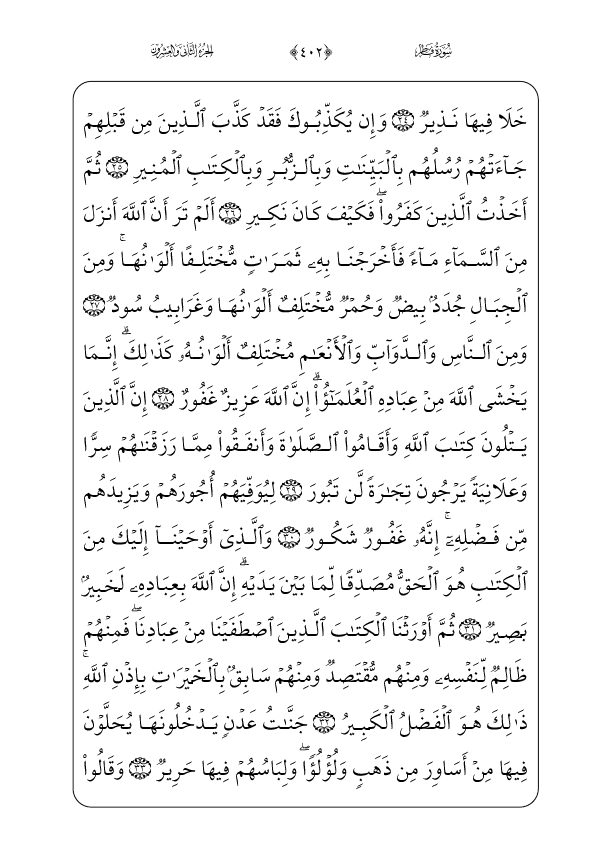 سُورَةُ فَاطِرٍ ﴿٤٠٢﴾ الجُزءُ الثَّانِي وَالعِشْرُونَ
خَلَا فِيهَا نَذِيرٌ ٢٤ وَإِن يُكَذِّبُوكَ فَقَدۡ كَذَّبَ ٱلَّذِينَ مِن قَبۡلِهِمۡ
جَآءَتۡهُمۡ رُسُلُهُم بِٱلۡبَيِّنَٰتِ وَبِٱلزُّبُرِ وَبِٱلۡكِتَٰبِ ٱلۡمُنِيرِ ٢٥ ثُمَّ
أَخَذۡتُ ٱلَّذِينَ كَفَرُواْۖ فَكَيۡفَ كَانَ نَكِيرِ ٢٦ أَلَمۡ تَرَ أَنَّ ٱللَّهَ أَنزَلَ
مِنَ ٱلسَّمَآءِ مَآءٗ فَأَخۡرَجۡنَا بِهِۦ ثَمَرَٰتٖ مُّخۡتَلِفًا أَلۡوَٰنُهَاۚ وَمِنَ
ٱلۡجِبَالِ جُدَدُۢ بِيضٞ وَحُمۡرٞ مُّخۡتَلِفٌ أَلۡوَٰنُهَا وَغَرَابِيبُ سُودٞ ٢٧
وَمِنَ ٱلنَّاسِ وَٱلدَّوَآبِّ وَٱلۡأَنۡعَٰمِ مُخۡتَلِفٌ أَلۡوَٰنُهُۥ كَذَٰلِكَۗ إِنَّمَا
يَخۡشَى ٱللَّهَ مِنۡ عِبَادِهِ ٱلۡعُلَمَٰٓؤُاْۗ إِنَّ ٱللَّهَ عَزِيزٌ غَفُورٌ ٢٨ إِنَّ ٱلَّذِينَ
يَتۡلُونَ كِتَٰبَ ٱللَّهِ وَأَقَامُواْ ٱلصَّلَوٰةَ وَأَنفَقُواْ مِمَّا رَزَقۡنَٰهُمۡ سِرّٗا
وَعَلَانِيَةٗ يَرۡجُونَ تِجَٰرَةٗ لَّن تَبُورَ ٢٩ لِيُوَفِّيَهُمۡ أُجُورَهُمۡ وَيَزِيدَهُم
مِّن فَضۡلِهِۦٓۚ إِنَّهُۥ غَفُورٞ شَكُورٞ ٣٠ وَٱلَّذِيٓ أَوۡحَيۡنَآ إِلَيۡكَ مِنَ
ٱلۡكِتَٰبِ هُوَ ٱلۡحَقُّ مُصَدِّقٗا لِّمَا بَيۡنَ يَدَيۡهِۗ إِنَّ ٱللَّهَ بِعِبَادِهِۦ لَخَبِيرُۢ
بَصِيرٞ ٣١ ثُمَّ أَوۡرَثۡنَا ٱلۡكِتَٰبَ ٱلَّذِينَ ٱصۡطَفَيۡنَا مِنۡ عِبَادِنَاۖ فَمِنۡهُمۡ
ظَالِمٞ لِّنَفۡسِهِۦ وَمِنۡهُم مُّقۡتَصِدٞ وَمِنۡهُمۡ سَابِقُۢ بِٱلۡخَيۡرَٰتِ بِإِذۡنِ ٱللَّهِۚ
ذَٰلِكَ هُوَ ٱلۡفَضۡلُ ٱلۡكَبِيرُ ٣٢ جَنَّٰتُ عَدۡنٖ يَدۡخُلُونَهَا يُحَلَّوۡنَ
فِيهَا مِنۡ أَسَاوِرَ مِن ذَهَبٖ وَلُؤۡلُؤٗاۖ وَلِبَاسُهُمۡ فِيهَا حَرِيرٞ ٣٣ وَقَالُواْ